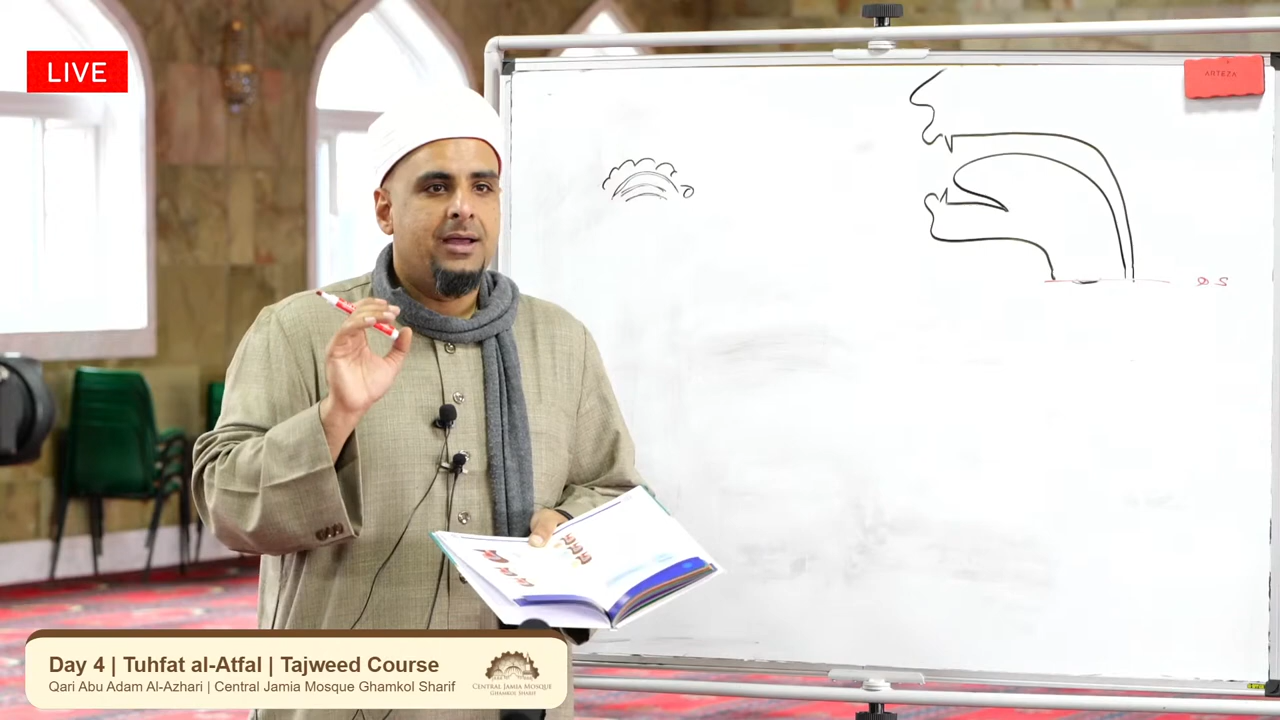 LIVE
ARTEZA
Day 4 | Tuhfat al-Atfal | Tajweed Course
Qari Abu Adam Al-Azhari | Central Jamia Mosque Ghamkol Sharif
CENTRAL JAMIA MOSQUE
GHAMKOL SHARIF